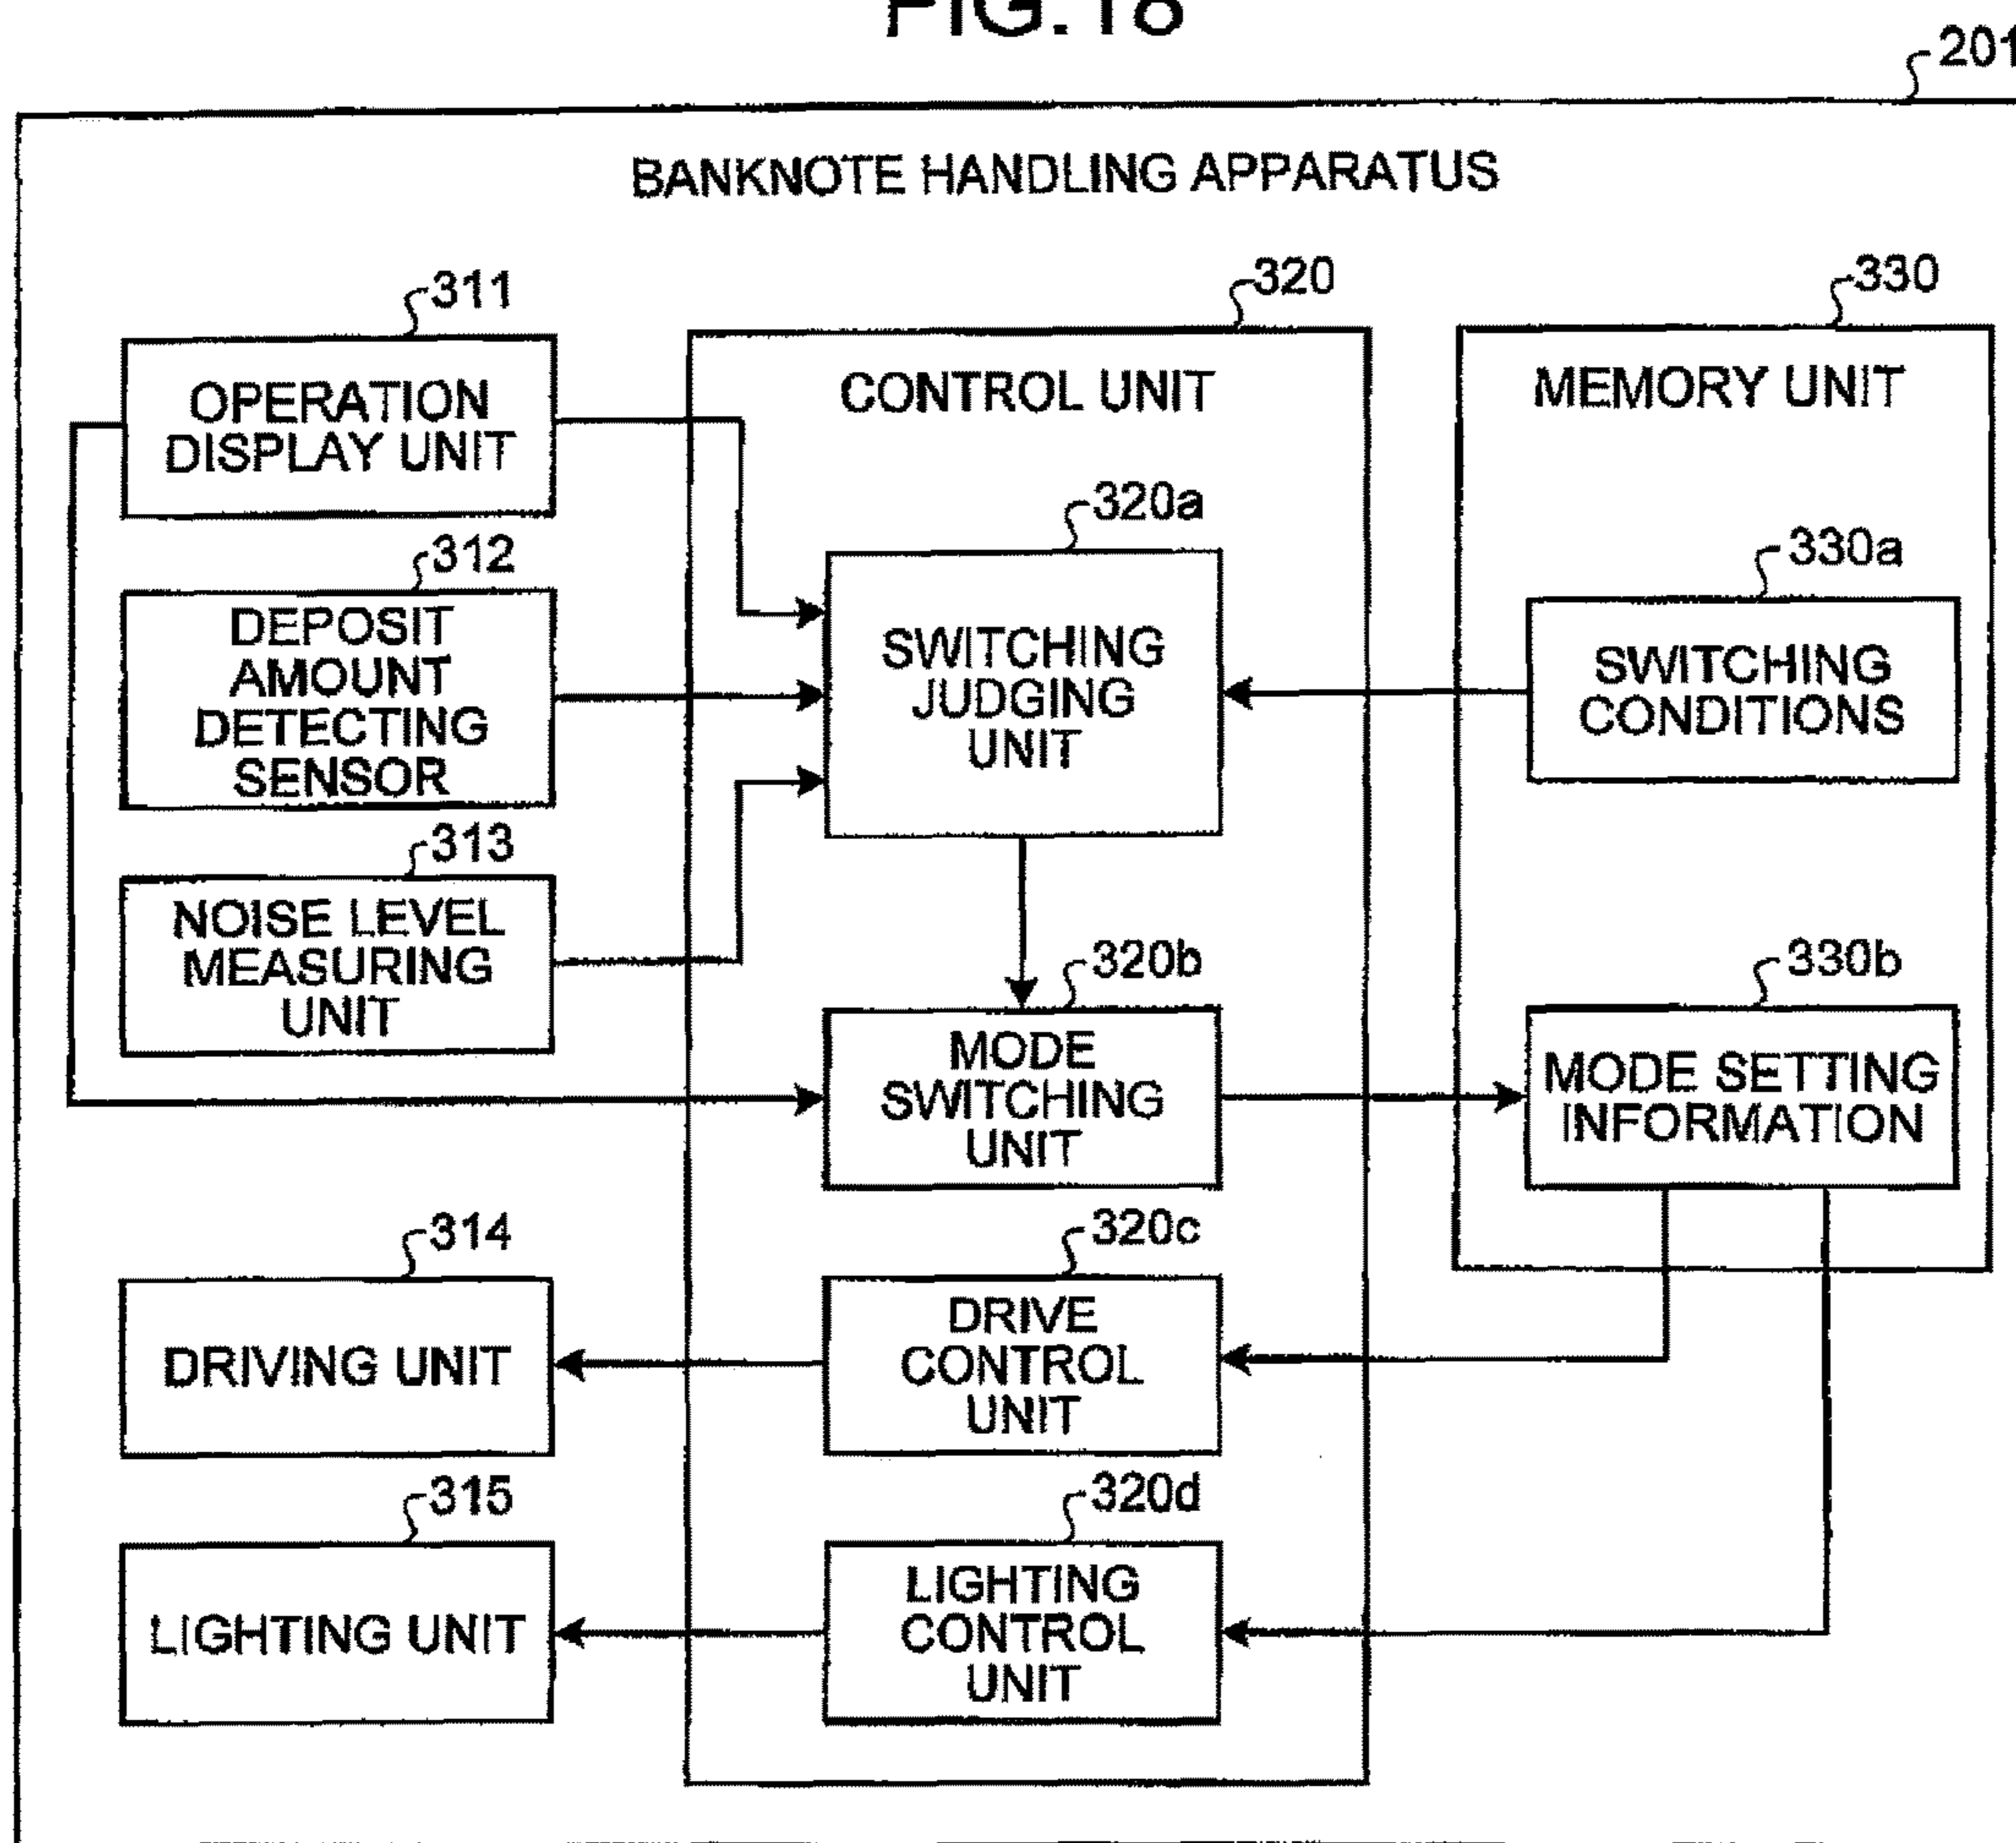 FIG.18
201
BANKNOTE HANDLING APPARATUS
311
OPERATION
DISPLAY UNIT
312
DEPOSIT
AMOUNT
DETECTING
SENSOR
313
NOISE LEVEL
MEASURING
UNIT
314
DRIVING UNIT
315
LIGHTING UNIT
320
CONTROL UNIT
320a
SWITCHING
JUDGING
UNIT
320b
MODE
SWITCHING
UNIT
320c
DRIVE
CONTROL
UNIT
320d
LIGHTING
CONTROL
UNIT
330
MEMORY UNIT
330a
SWITCHING
CONDITIONS
330b
MODE SETTING
INFORMATION